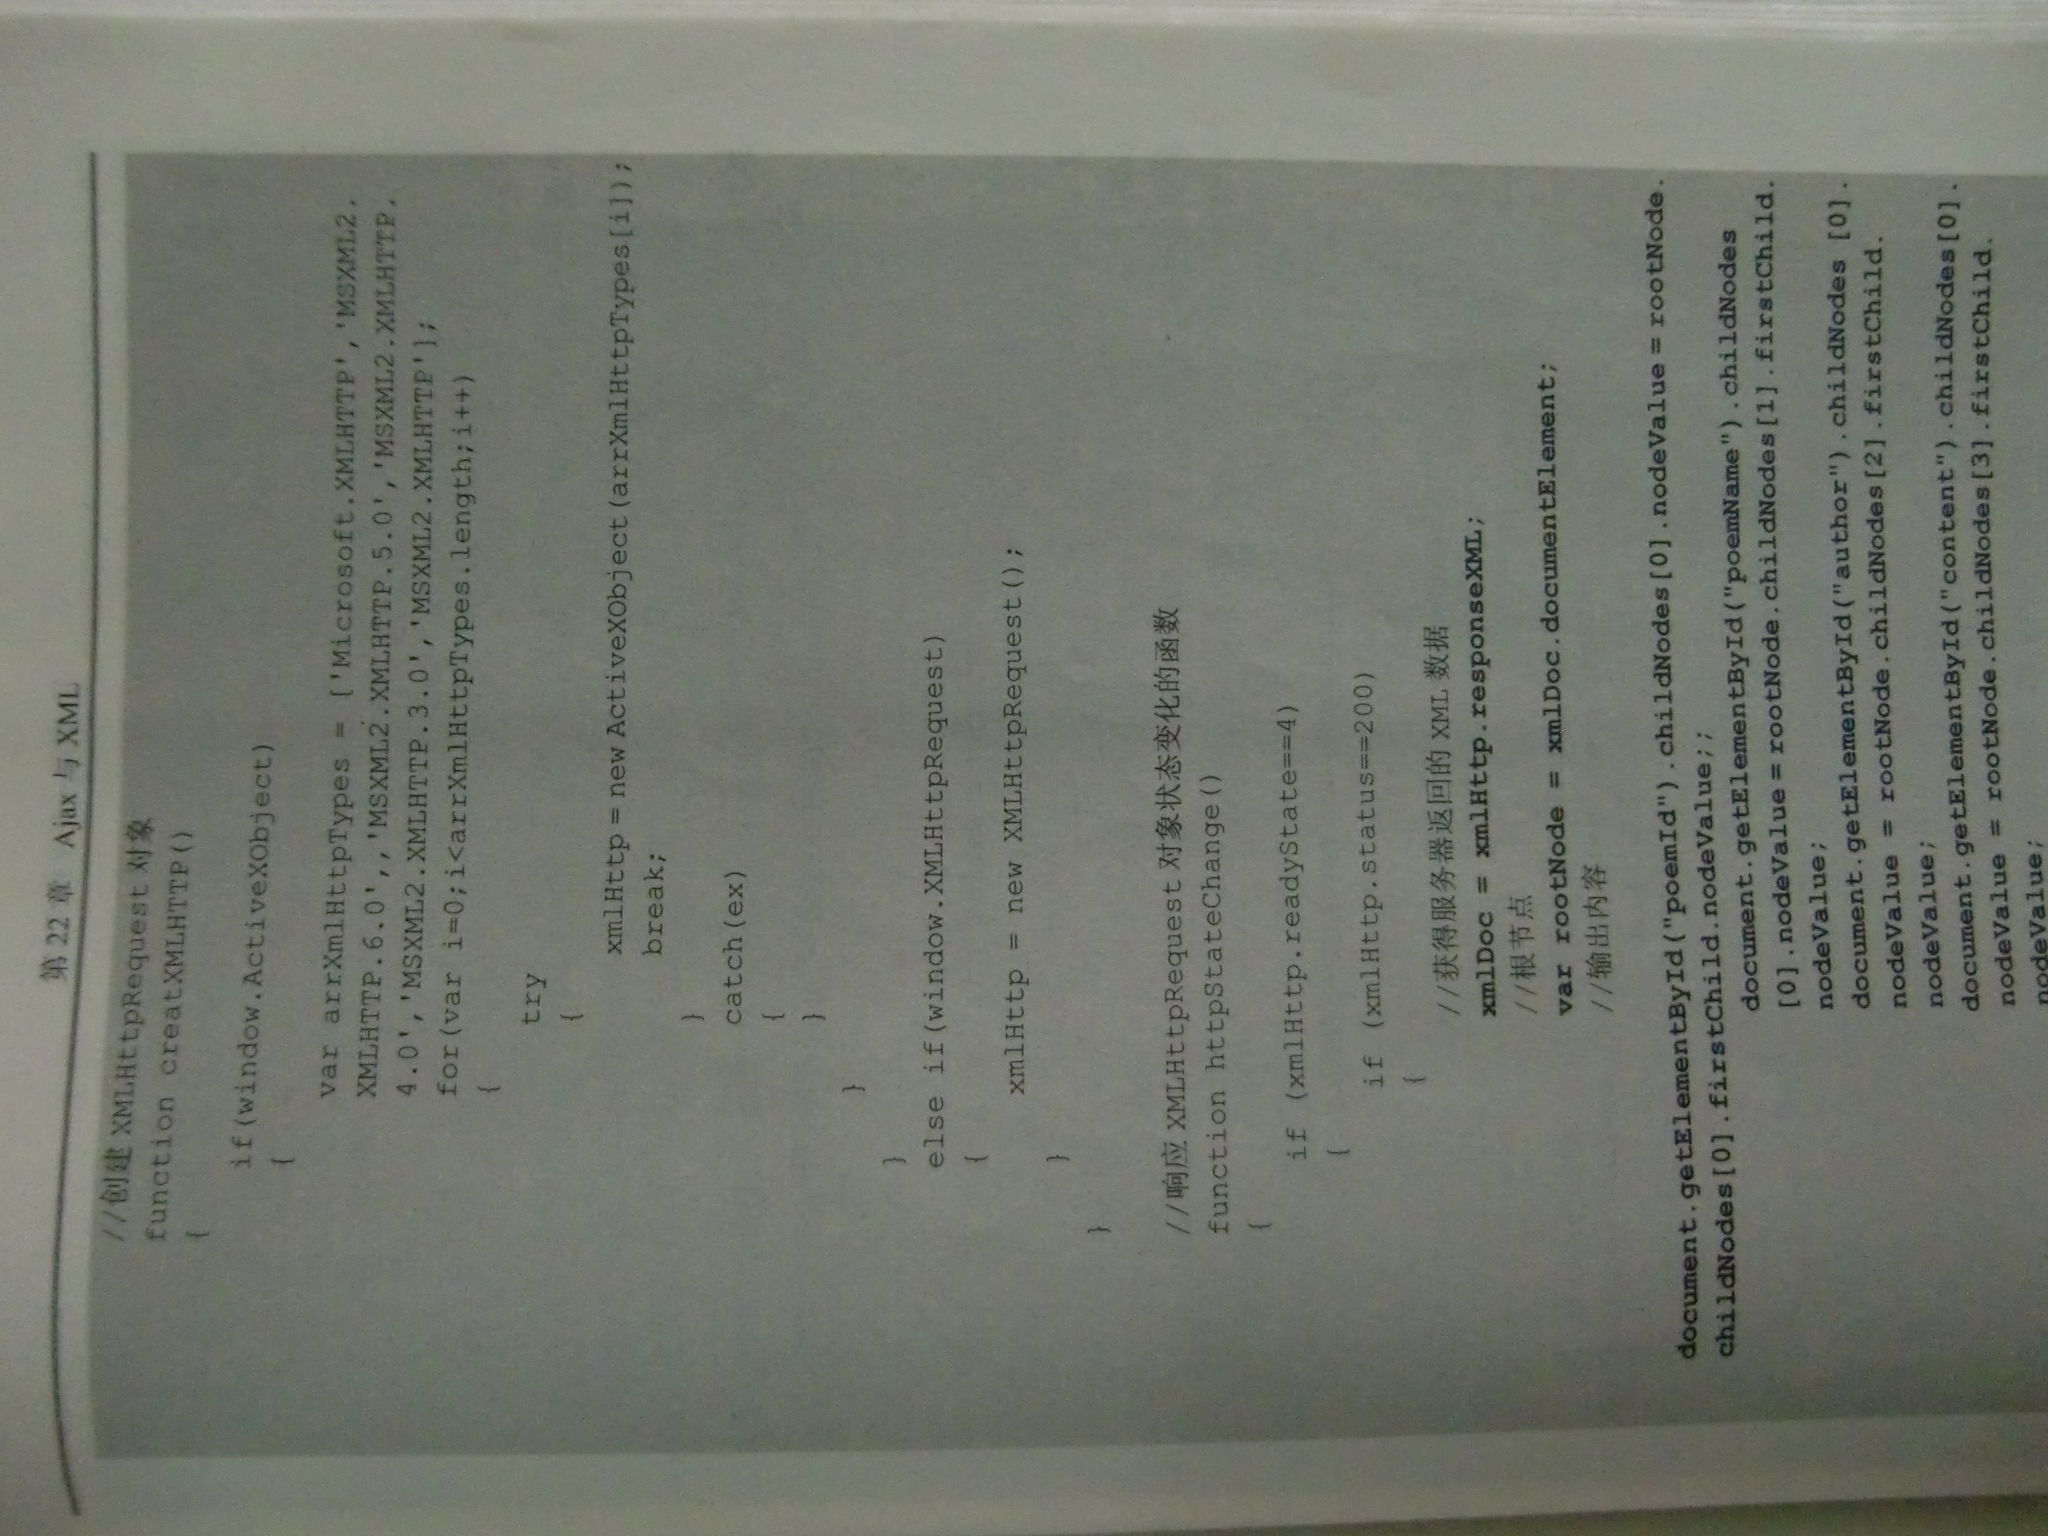 第 22 章 Ajax 与 XML
//创建 XMLHttpRequest 对象
function creatXMLHTTP()
{
if(window.ActiveXObject)
{
var arrXmlHttpTypes = ['Microsoft.XMLHTTP','MSXML2.
XMLHTTP.6.0','MSXML2.XMLHTTP.5.0','MSXML2.XMLHTTP.
4.0','MSXML2.XMLHTTP.3.0','MSXML2.XMLHTTP'];
for(var i=0;i<arrXmlHttpTypes.length;i++)
{
try
{
xmlHttp = new ActiveXObject(arrXmlHttpTypes[i]);
break;
}
catch(ex)
{
}
}
}
else if(window.XMLHttpRequest)
{
xmlHttp = new XMLHttpRequest();
}
}
//响应 XMLHttpRequest 对象状态变化的函数
function httpStateChange()
{
if (xmlHttp.readyState==4)
{
if (xmlHttp.status==200)
{
//获得服务器返回的 XML 数据
xmlDoc = xmlHttp.responseXML;
//根节点
var rootNode = xmlDoc.documentElement;
//输出内容
document.getElementById("poemId").childNodes[0].nodeValue = rootNode.
childNodes[0].firstChild.nodeValue;;
document.getElementById("poemName").childNodes
[0].nodeValue = rootNode.childNodes[1].firstChild.
nodeValue;
document.getElementById("author").childNodes [0].
nodeValue = rootNode.childNodes[2].firstChild.
nodeValue;
document.getElementById("content").childNodes[0].
nodeValue = rootNode.childNodes[3].firstChild.
nodeValue;